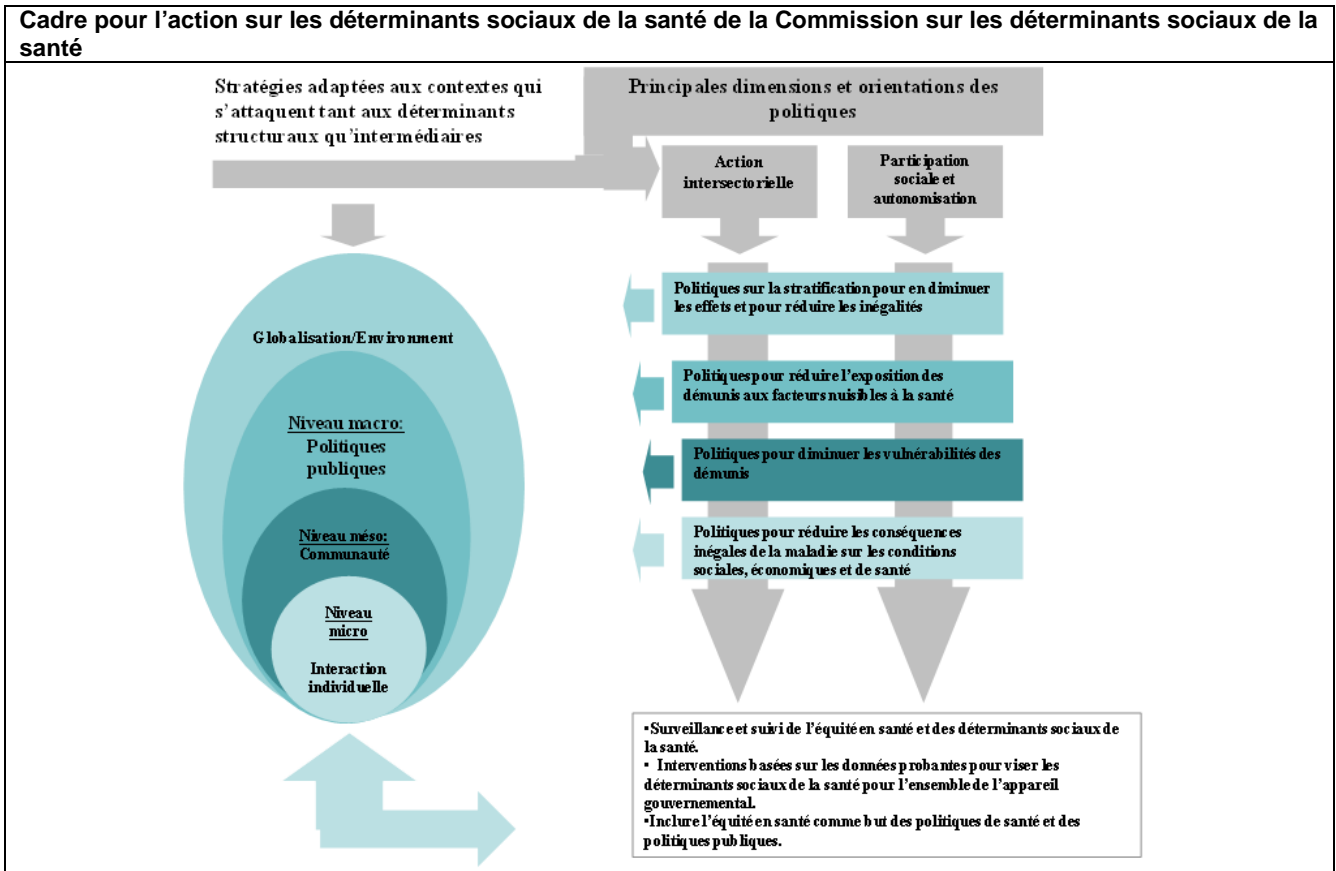 Cadre pour l’action sur les déterminants sociaux de la santé de la Commission sur les déterminants sociaux de la
santé
Stratégies adaptées aux contextes qui
s’attaquent tant aux déterminants
structuraux qu’intermédiaires
Principales dimensions et orientations des
politiques
Action
intersectorielle
Participation
sociale et
autonomisation
Globalisation/Environment
Niveau macro:
Politiques
publiques
Niveau méso:
Communauté
Niveau
micro
Interaction
individuelle
Politiques sur la stratification pour en diminuer
les effets et pour réduire les inégalités
Politiques pour réduire l’exposition des
démunis aux facteurs nuisibles à la santé
Politiques pour diminuer les vulnérabilités des
démunis
Politiques pour réduire les conséquences
inégales de la maladie sur les conditions
sociales, économiques et de santé
▪Surveillance et suivi de l’équité en santé et des déterminants sociaux de
la santé.
▪ Interventions basées sur les données probantes pour viser les
déterminants sociaux de la santé pour l’ensemble de l’appareil
gouvernemental.
▪Inclure l’équité en santé comme but des politiques de santé et des
politiques publiques.